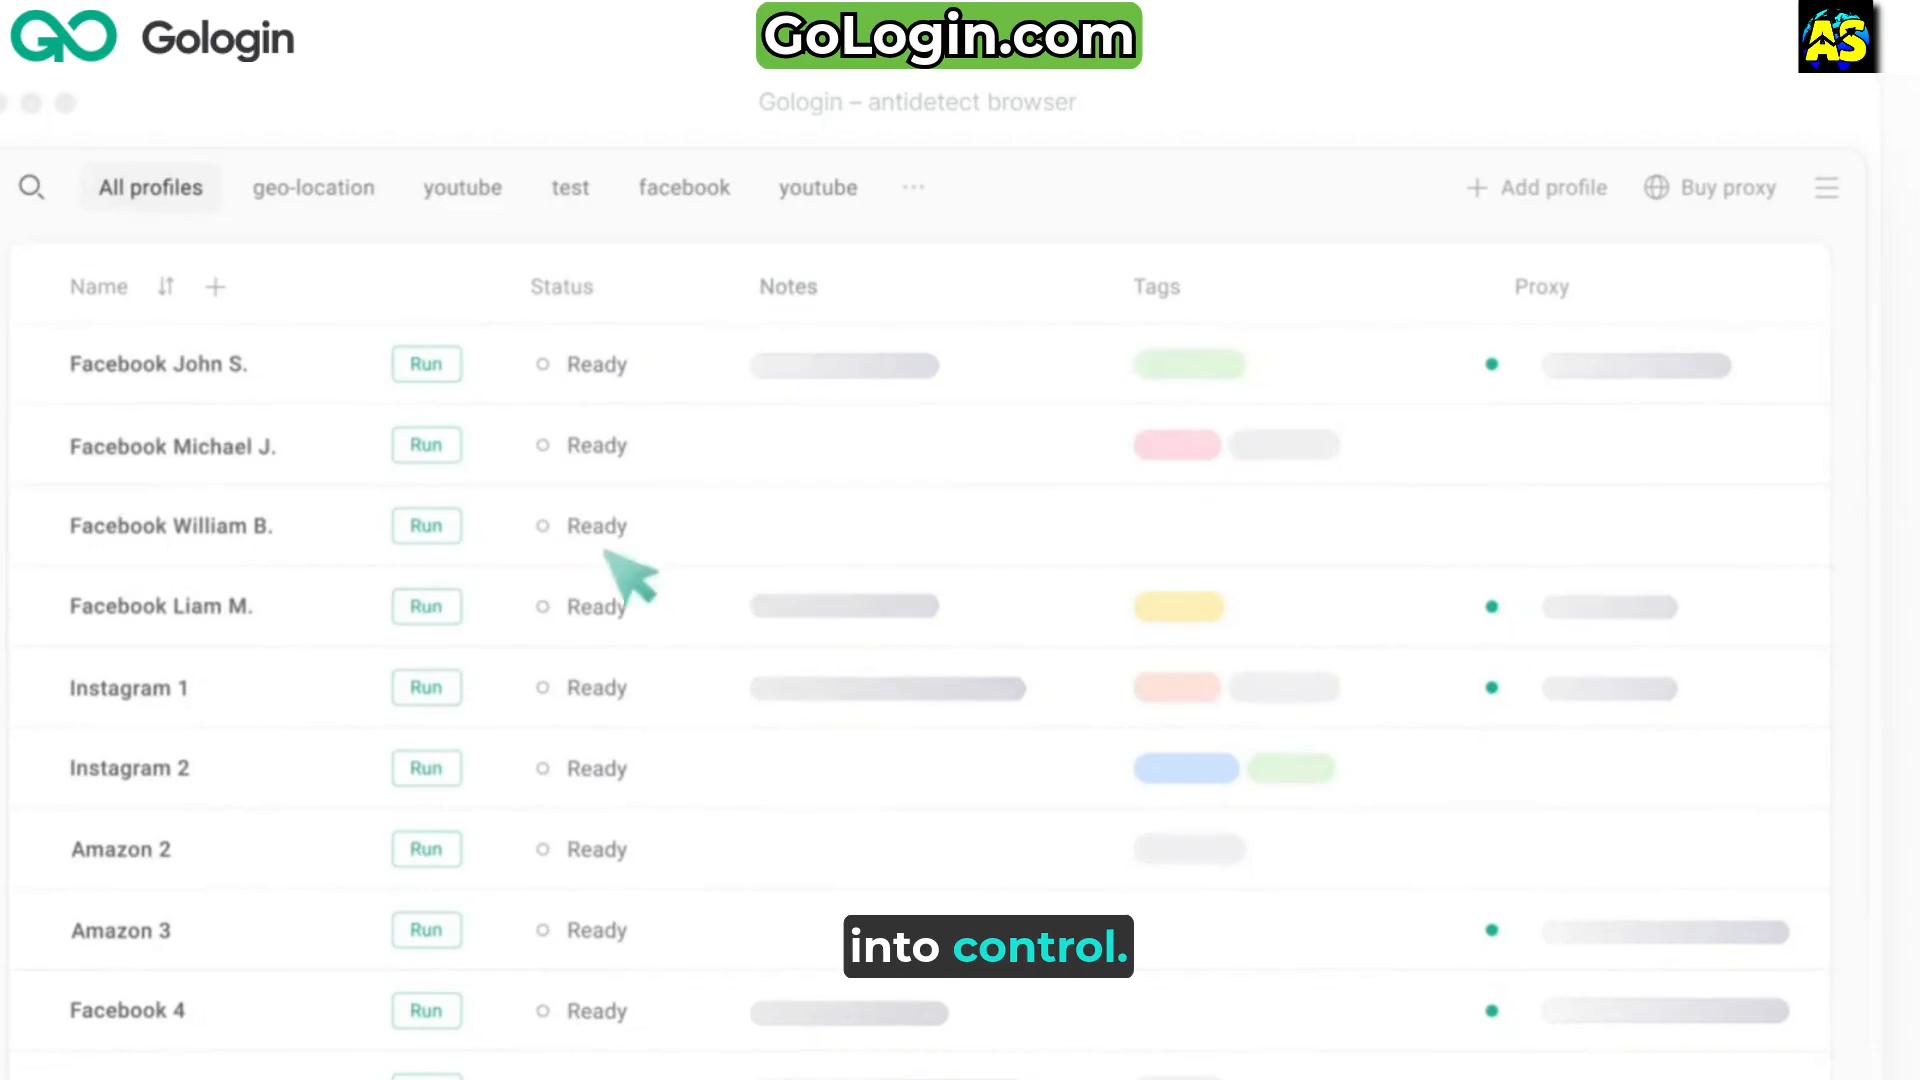 Gologin
GoLogin.com
AS
Gologin – antidetect browser
All profiles geo-location youtube test facebook youtube ··· + Add profile Buy proxy
Name Status Notes Tags Proxy
Facebook John S. Run Ready
Facebook Michael J. Run Ready
Facebook William B. Run Ready
Facebook Liam M. Run Ready
Instagram 1 Run Ready
Instagram 2 Run Ready
Amazon 2 Run Ready
Amazon 3 Run Ready
into control.
Facebook 4 Run Ready